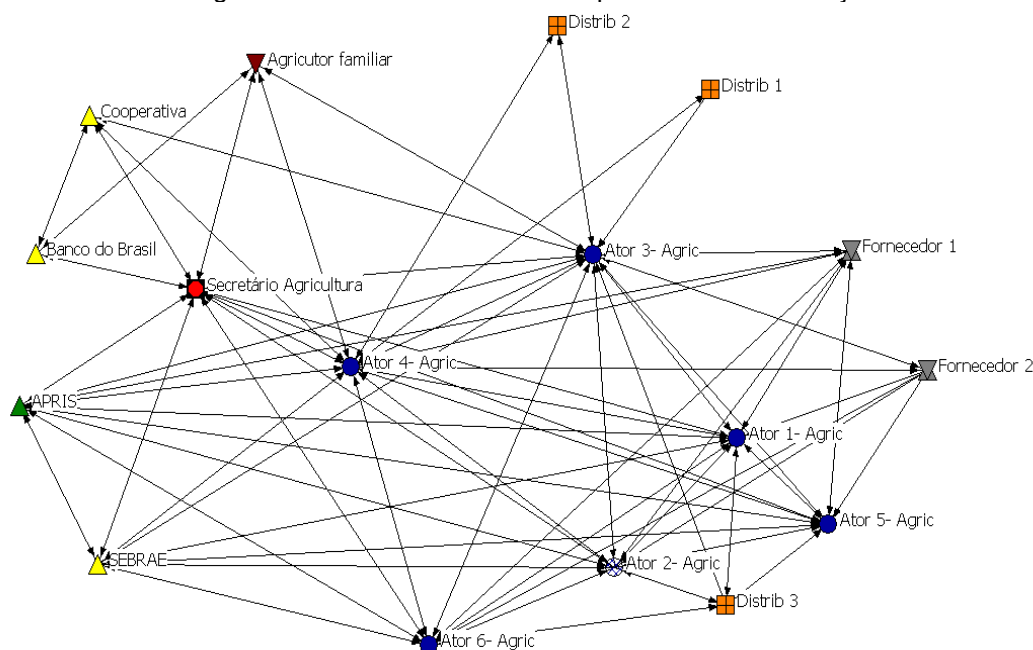 Distrib 2
Agricutor familiar
Distrib 1
Cooperativa
Banco do Brasil
Ator 3- Agric
Fornecedor 1
Secretário Agricultura
Ator 4- Agric
Fornecedor 2
APRIS
Ator 1- Agric
Ator 5- Agric
SEBRAE
Ator 2- Agric
Distrib 3
Ator 6- Agric